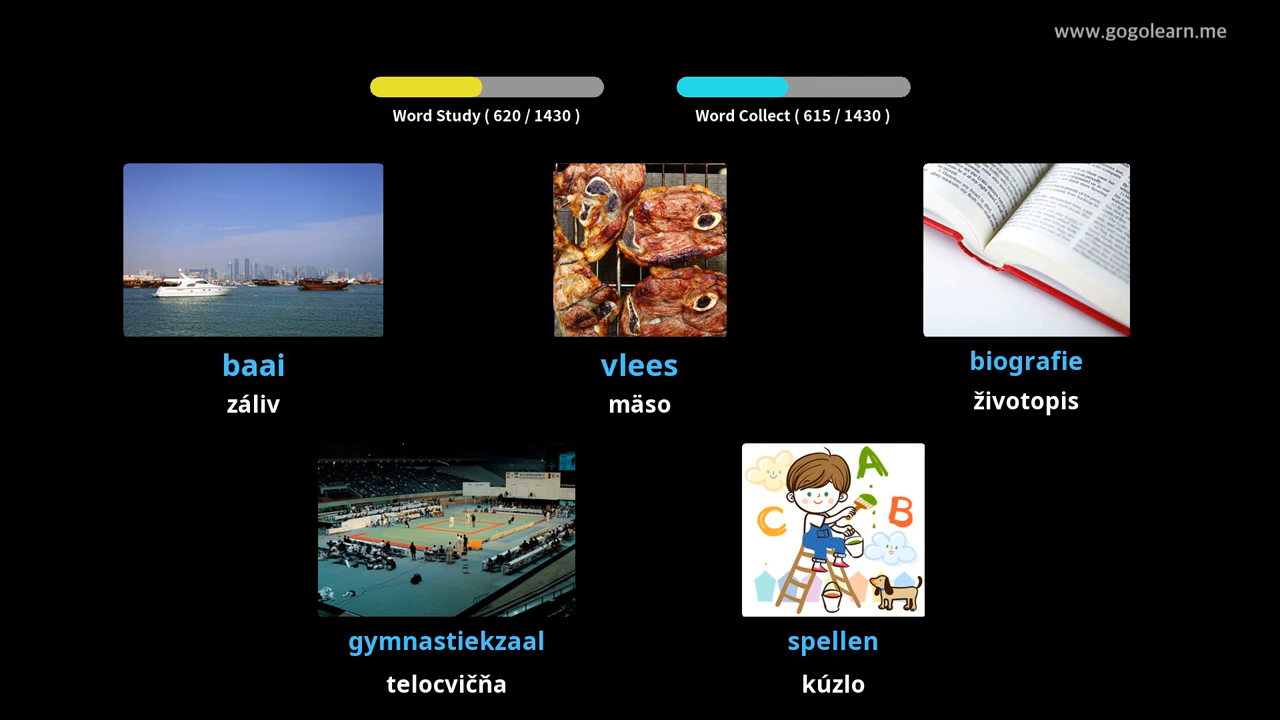 www.gogolearn.me
Word Study ( 620 / 1430 )
Word Collect ( 615 / 1430 )
baai
záliv
vlees
mäso
biografie
životopis
A
C
B
gymnastiekzaal
telocvičňa
spellen
kúzlo